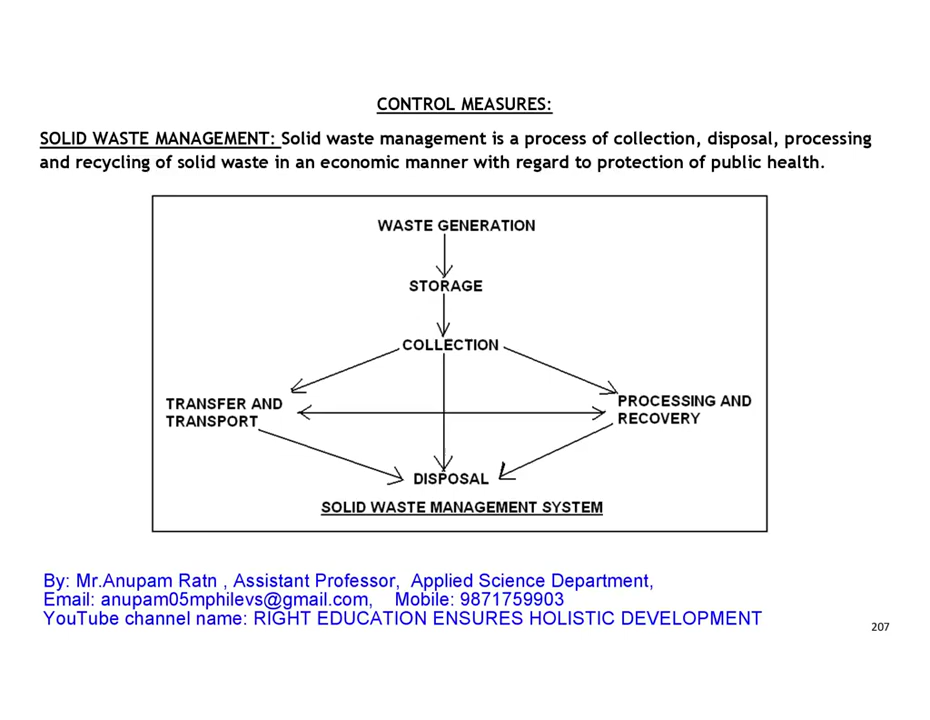 CONTROL MEASURES:
SOLID WASTE MANAGEMENT: Solid waste management is a process of collection, disposal, processing
and recycling of solid waste in an economic manner with regard to protection of public health.
WASTE GENERATION
STORAGE
COLLECTION
TRANSFER AND
TRANSPORT
PROCESSING AND
RECOVERY
DISPOSAL
SOLID WASTE MANAGEMENT SYSTEM
By: Mr.Anupam Ratn , Assistant Professor,  Applied Science Department,
Email: anupam05mphilevs@gmail.com,    Mobile: 9871759903
YouTube channel name: RIGHT EDUCATION ENSURES HOLISTIC DEVELOPMENT
207